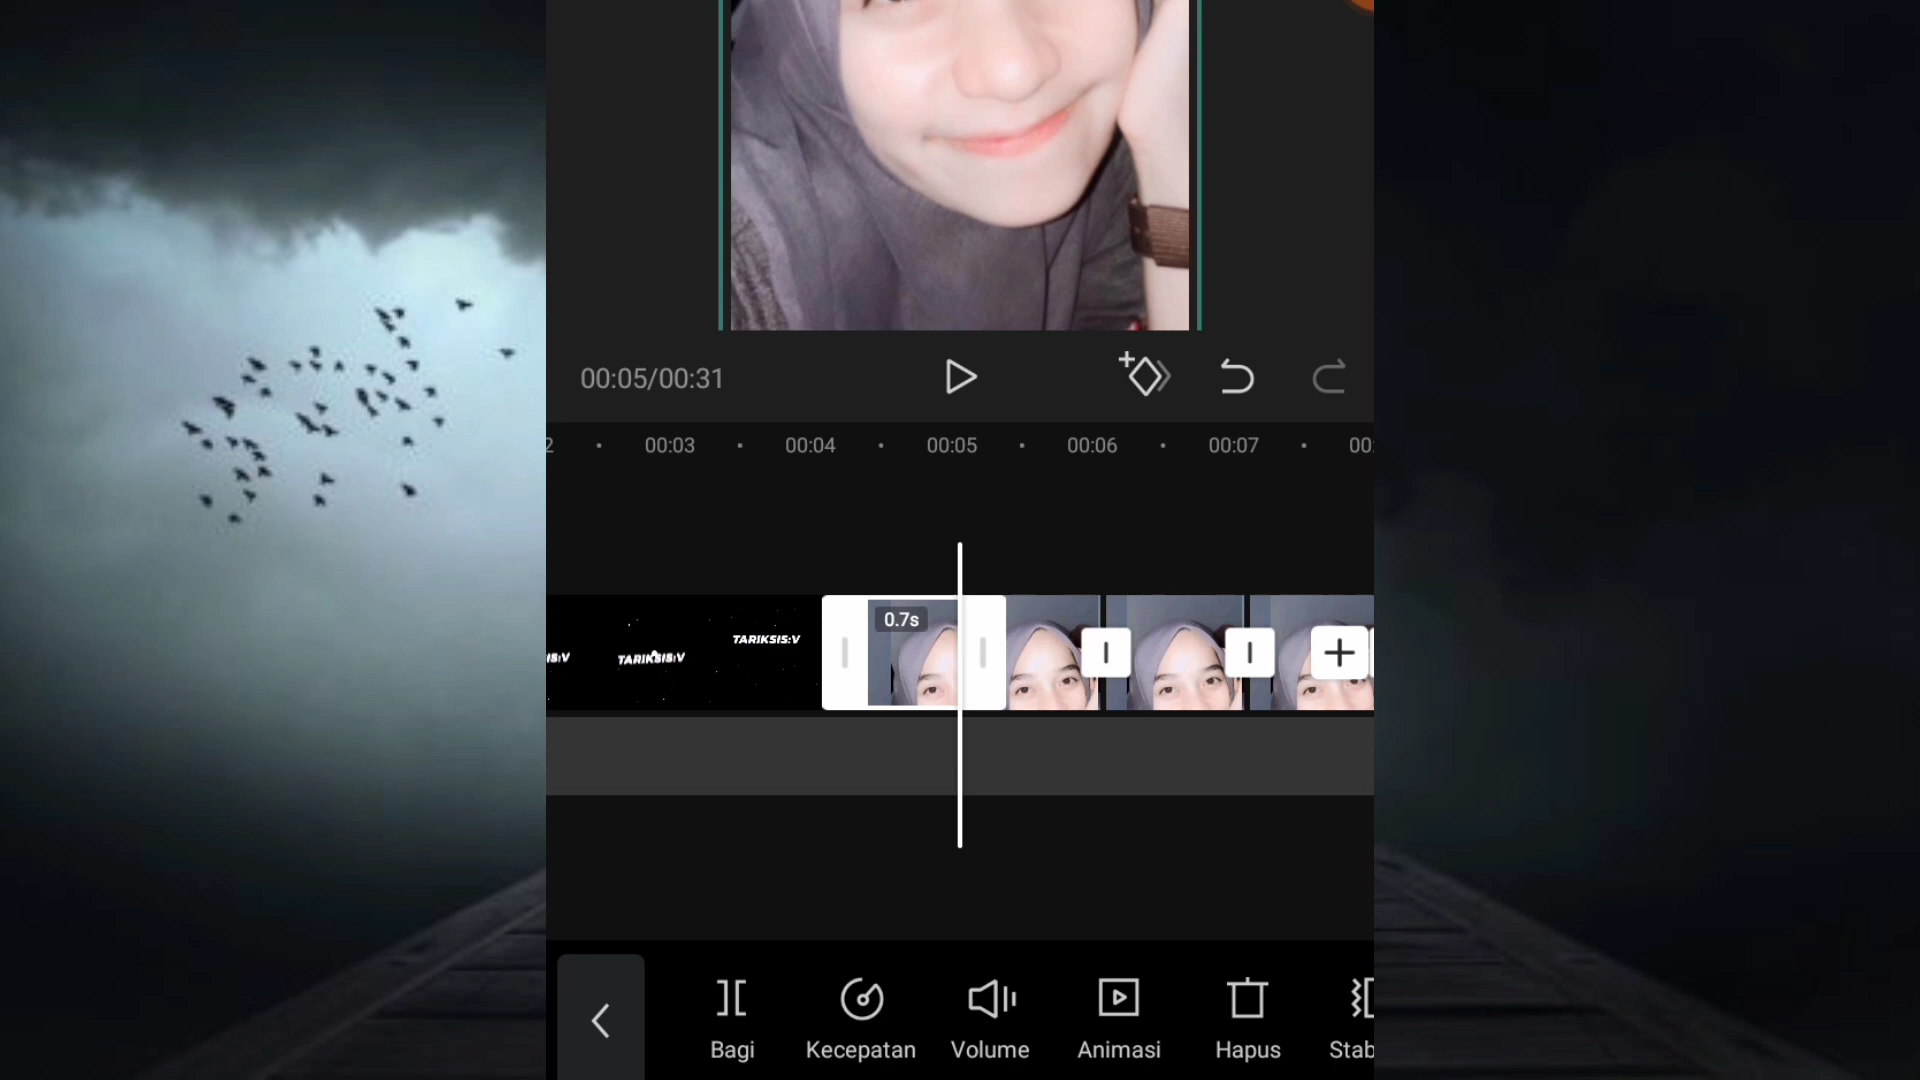 00:05/00:31
00:03
00:04
00:05
00:06
00:07
TARIKSIS:V
TARIKSIS:V
0.7s
Bagi
Kecepatan
Volume
Animasi
Hapus
Stab